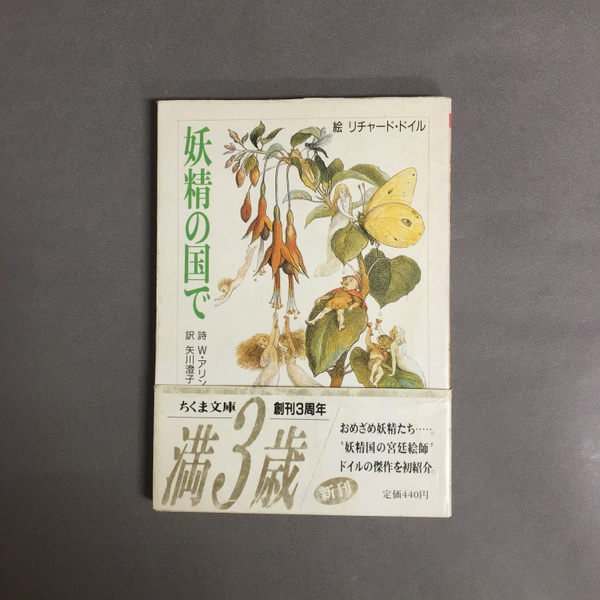 絵 リチャード・ドイル
妖精の国で
詩 W・アリン
訳 矢川澄子
ちくま文庫
創刊3周年
満3歳
新刊
おめざめ妖精たち……。
“妖精国の宮廷絵師”
ドイルの傑作を初紹介。
定価440円